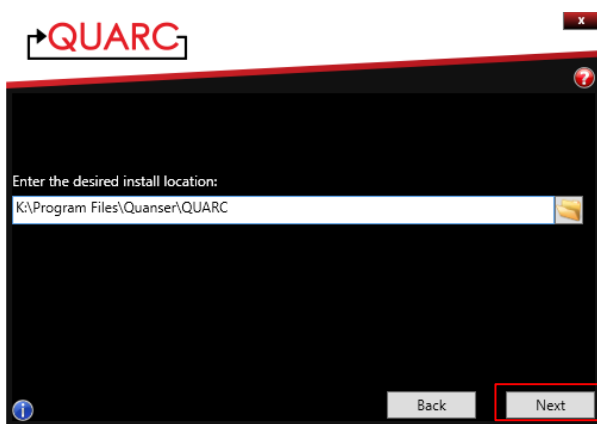 QUARC
x
?
Enter the desired install location:
K:\Program Files\Quanser\QUARC
i
Back
Next